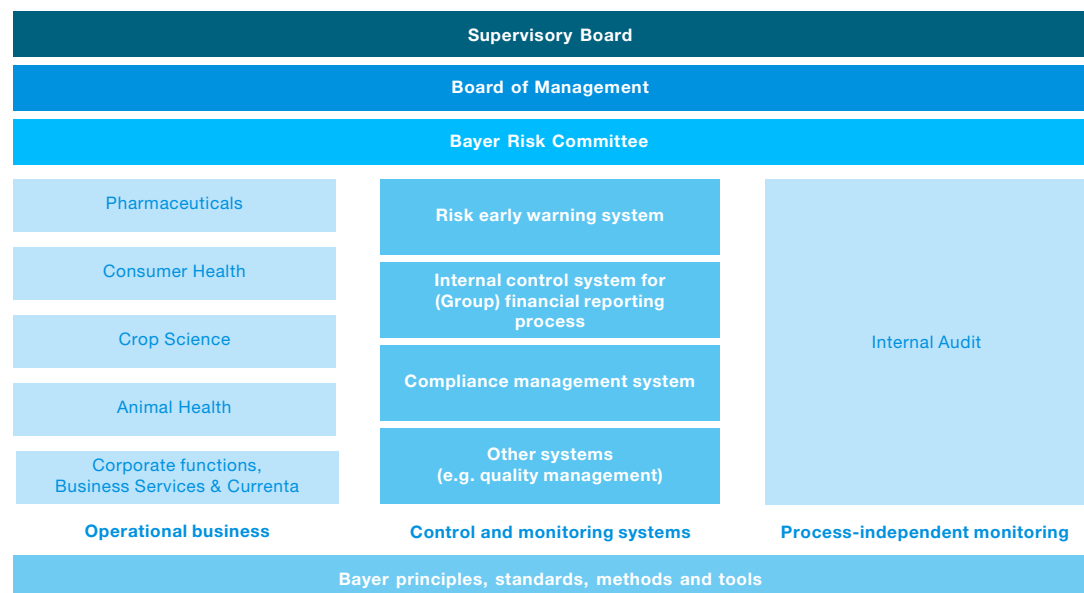 Supervisory Board
Board of Management
Bayer Risk Committee
Pharmaceuticals
Consumer Health
Crop Science
Animal Health
Corporate functions,
Business Services & Currenta
Operational business
Risk early warning system
Internal control system for
(Group) financial reporting
process
Compliance management system
Other systems
(e.g. quality management)
Control and monitoring systems
Internal Audit
Process-independent monitoring
Bayer principles, standards, methods and tools